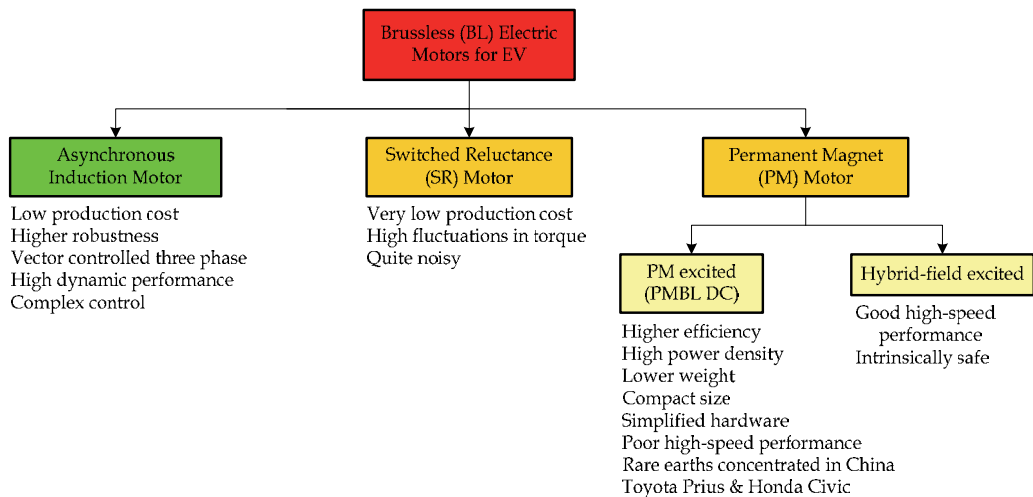 Brussless (BL) Electric
Motors for EV
Asynchronous
Induction Motor
Low production cost
Higher robustness
Vector controlled three phase
High dynamic performance
Complex control
Switched Reluctance
(SR) Motor
Very low production cost
High fluctuations in torque
Quite noisy
Permanent Magnet
(PM) Motor
PM excited
(PMBL DC)
Higher efficiency
High power density
Lower weight
Compact size
Simplified hardware
Poor high-speed performance
Rare earths concentrated in China
Toyota Prius & Honda Civic
Hybrid-field excited
Good high-speed
performance
Intrinsically safe